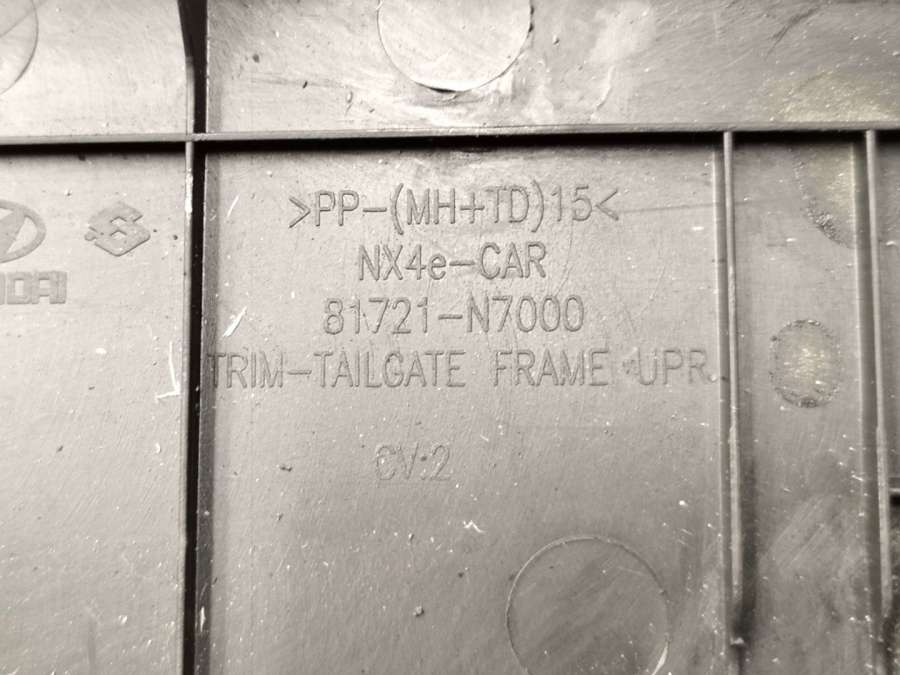 >PP-(MH+TD)15<
NX4e-CAR
81721-N7000
TRIM-TAILGATE FRAME UPR
CV:2